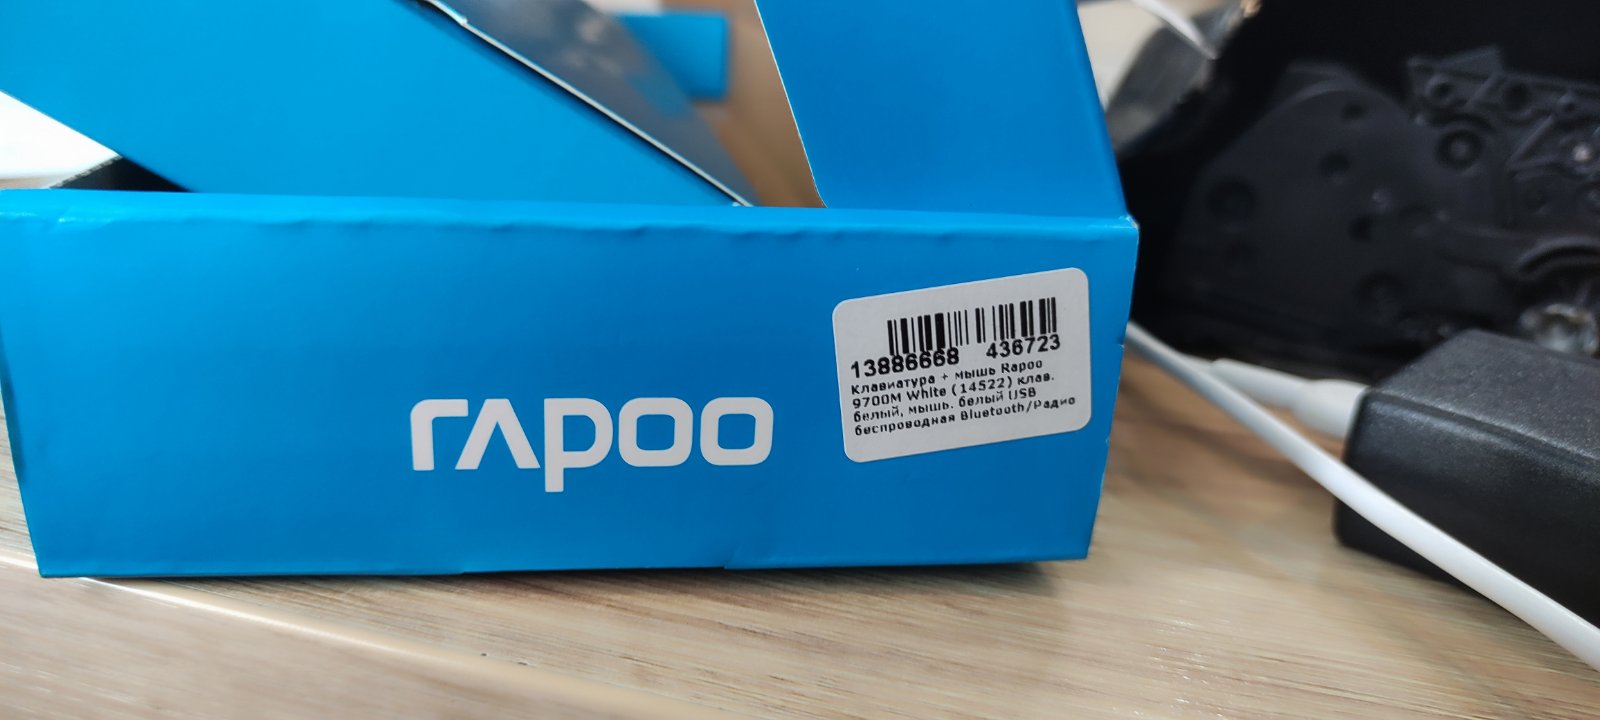 rapoo
13886668 436723
Клавиатура + мышь Rapoo
9700M White (14522) клав.
белый, мышь. белый USB
беспроводная Bluetooth/Радио